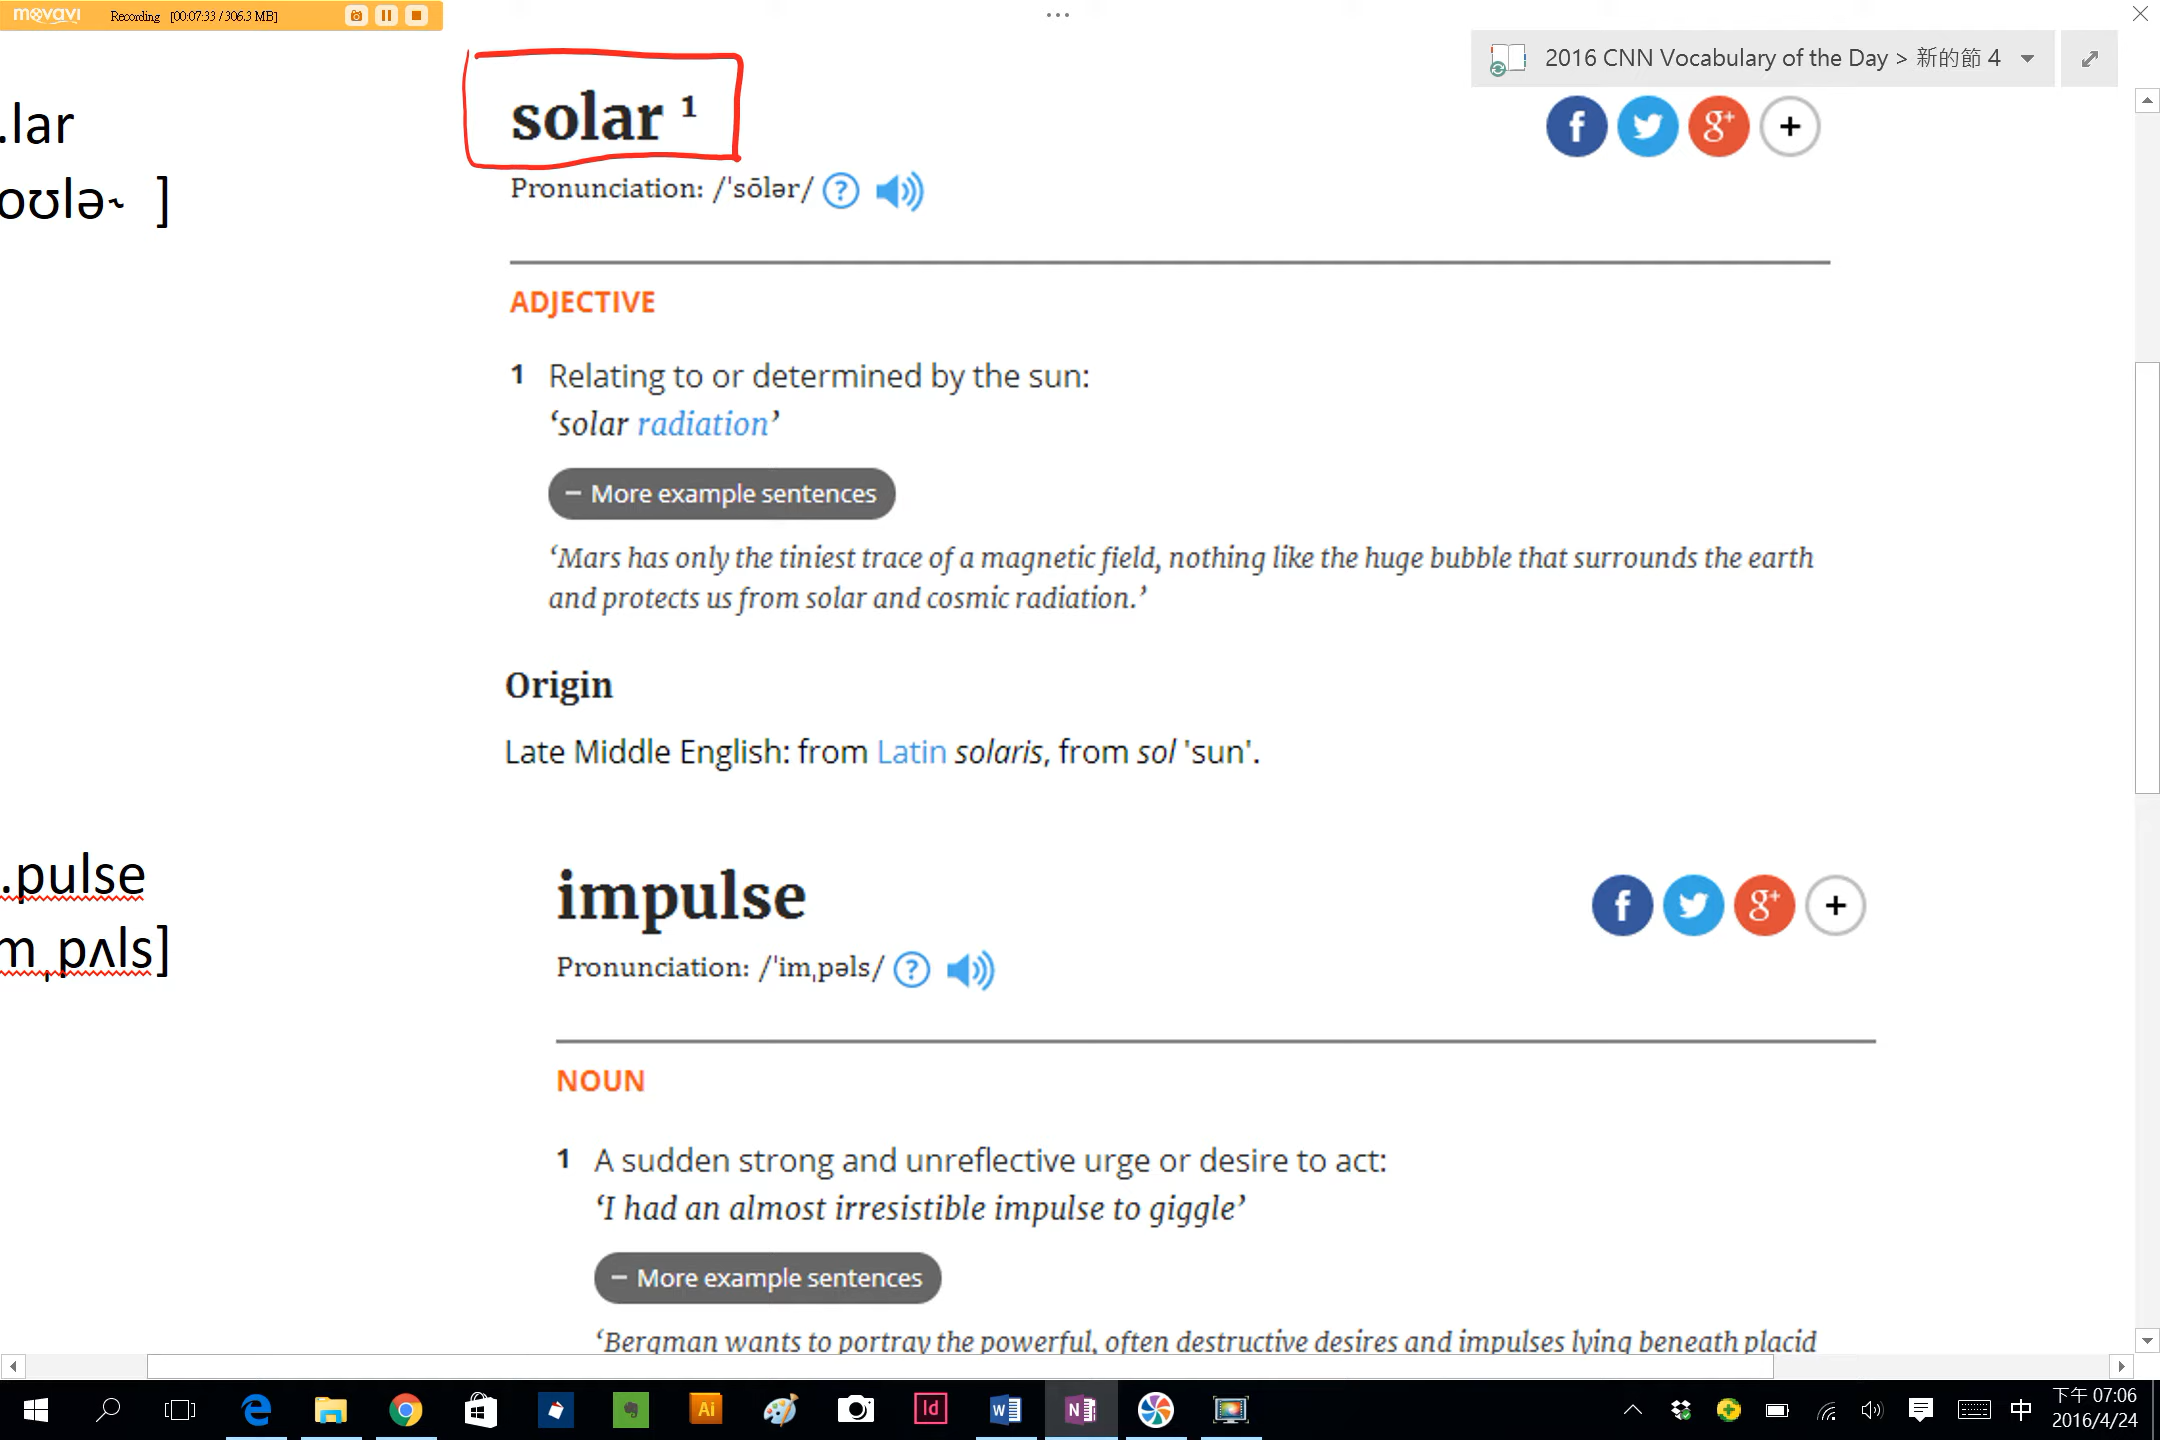 movavi Recording [00:07:33 / 306.3 MB]
2016 CNN Vocabulary of the Day > 新的節 4
.lar
oʊlɚ ]
solar 1
Pronunciation: /ˈsōlər/ ?
f g+ +
ADJECTIVE
1 Relating to or determined by the sun:
‘solar radiation’
– More example sentences
‘Mars has only the tiniest trace of a magnetic field, nothing like the huge bubble that surrounds the earth
and protects us from solar and cosmic radiation.’
Origin
Late Middle English: from Latin solaris, from sol 'sun'.
.pulse
mˌpʌls]
impulse
Pronunciation: /ˈimˌpəls/ ?
f g+ +
NOUN
1 A sudden strong and unreflective urge or desire to act:
‘I had an almost irresistible impulse to giggle’
– More example sentences
‘Bergman wants to portray the powerful, often destructive desires and impulses lying beneath placid
Ai Id W N 中 下午 07:06
2016/4/24